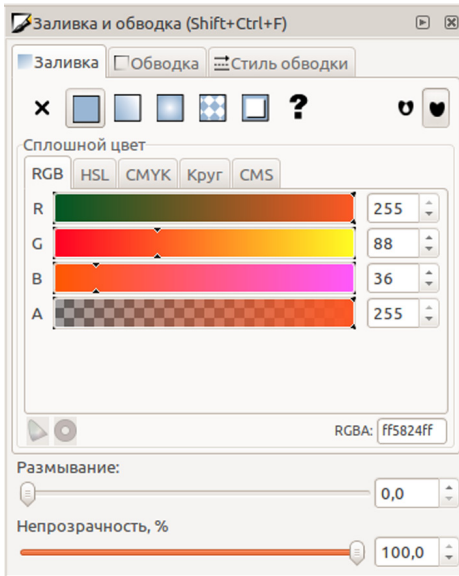 Заливка и обводка (Shift+Ctrl+F)
Заливка Обводка Стиль обводки
?
Сплошной цвет
RGB HSL CMYK Круг CMS
R 255
G 88
B 36
A 255
RGBA: ff5824ff
Размывание:
0,0
Непрозрачность, %
100,0